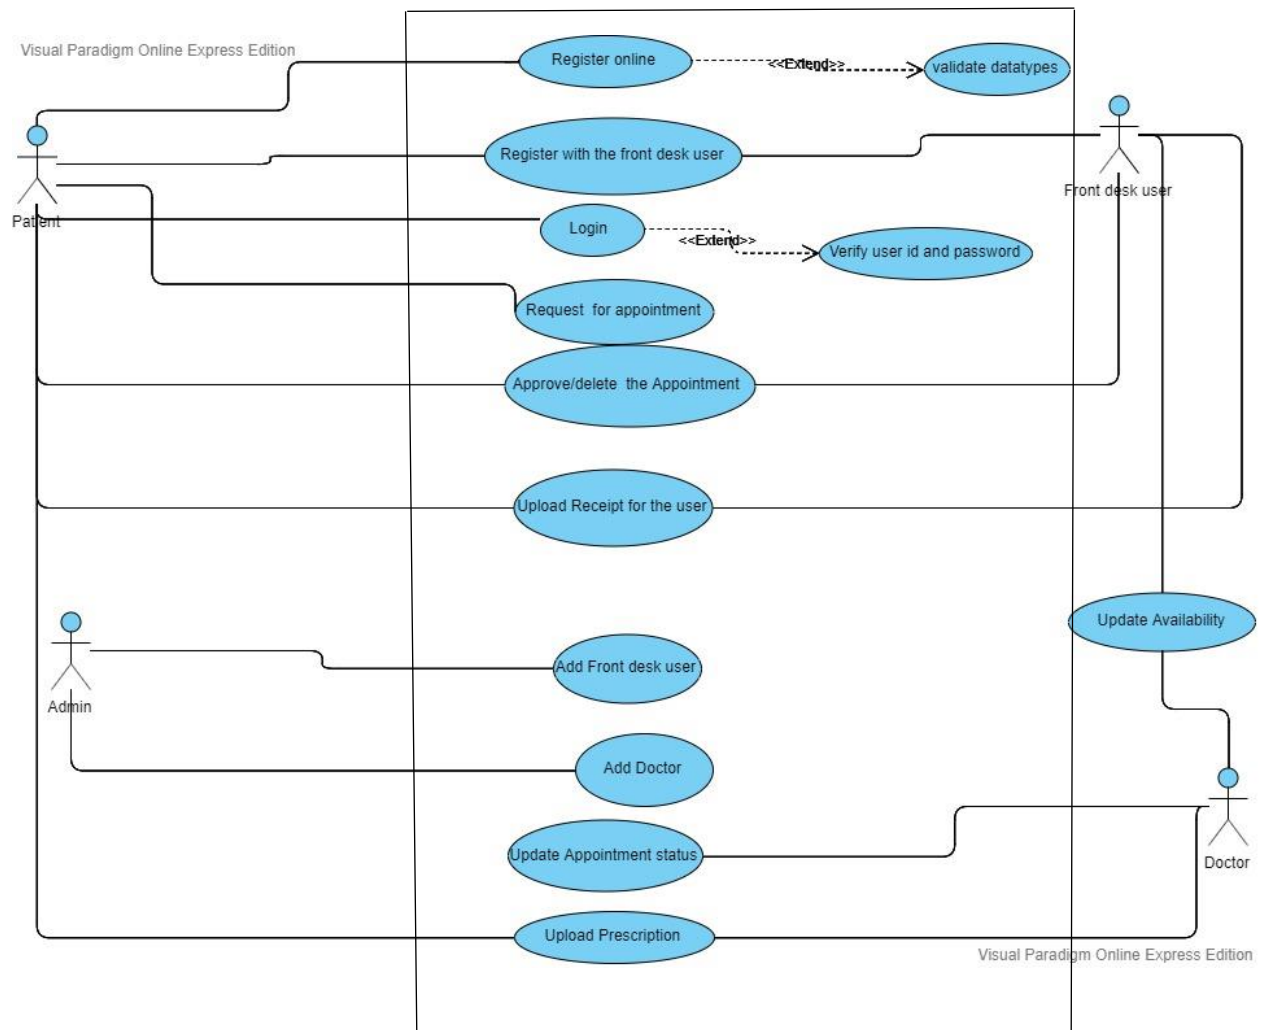 Visual Paradigm Online Express Edition
Register online
<<Extend>>
validate datatypes
Register with the front desk user
Front desk user
Patient
Login
<<Extend>>
Verify user id and password
Request for appointment
Approve/delete the Appointment
Upload Receipt for the user
Update Availability
Add Front desk user
Admin
Add Doctor
Update Appointment status
Doctor
Upload Prescription
Visual Paradigm Online Express Edition